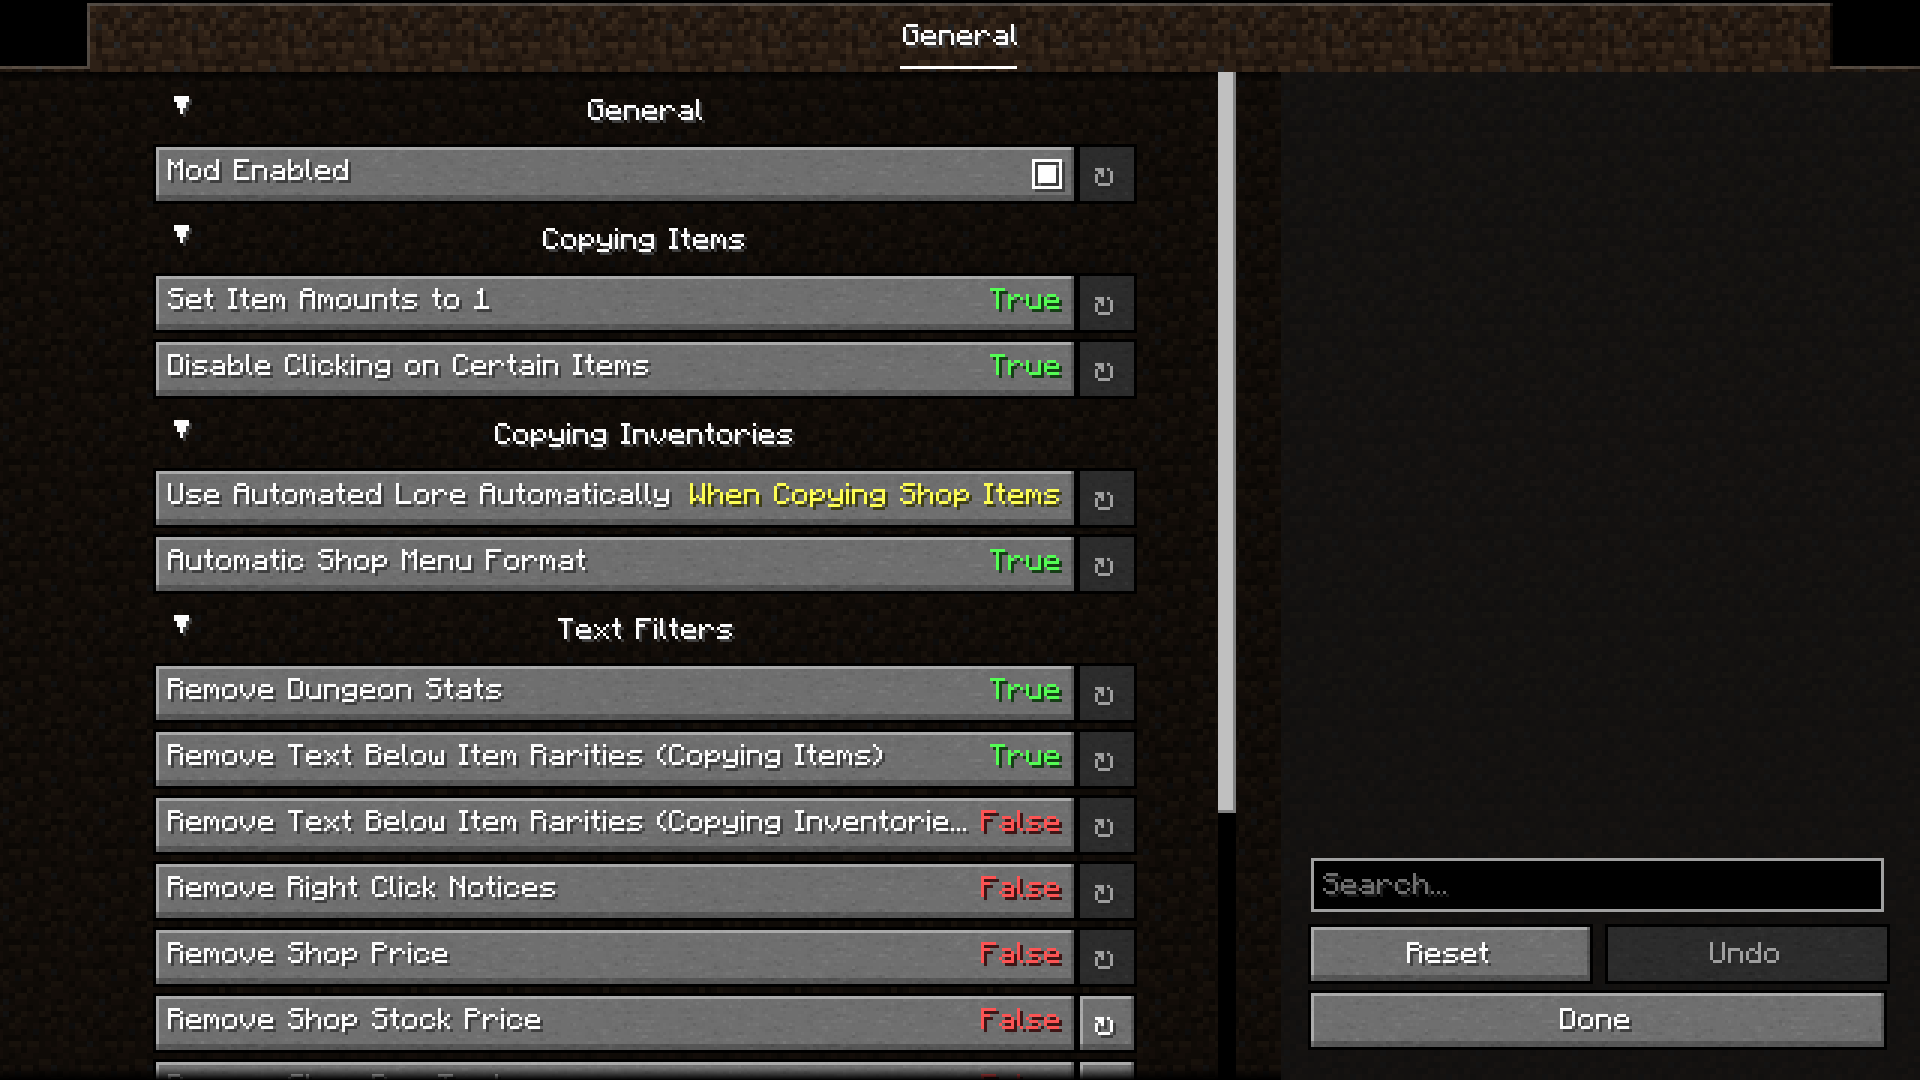 General
General
Mod Enabled
Copying Items
Set Item Amounts to 1 True
Disable Clicking on Certain Items True
Copying Inventories
Use Automated Lore Automatically When Copying Shop Items
Automatic Shop Menu Format True
Text Filters
Remove Dungeon Stats True
Remove Text Below Item Rarities (Copying Items) True
Remove Text Below Item Rarities (Copying Inventorie... False
Remove Right Click Notices False
Remove Shop Price False
Remove Shop Stock Price False
Search...
Reset Undo
Done